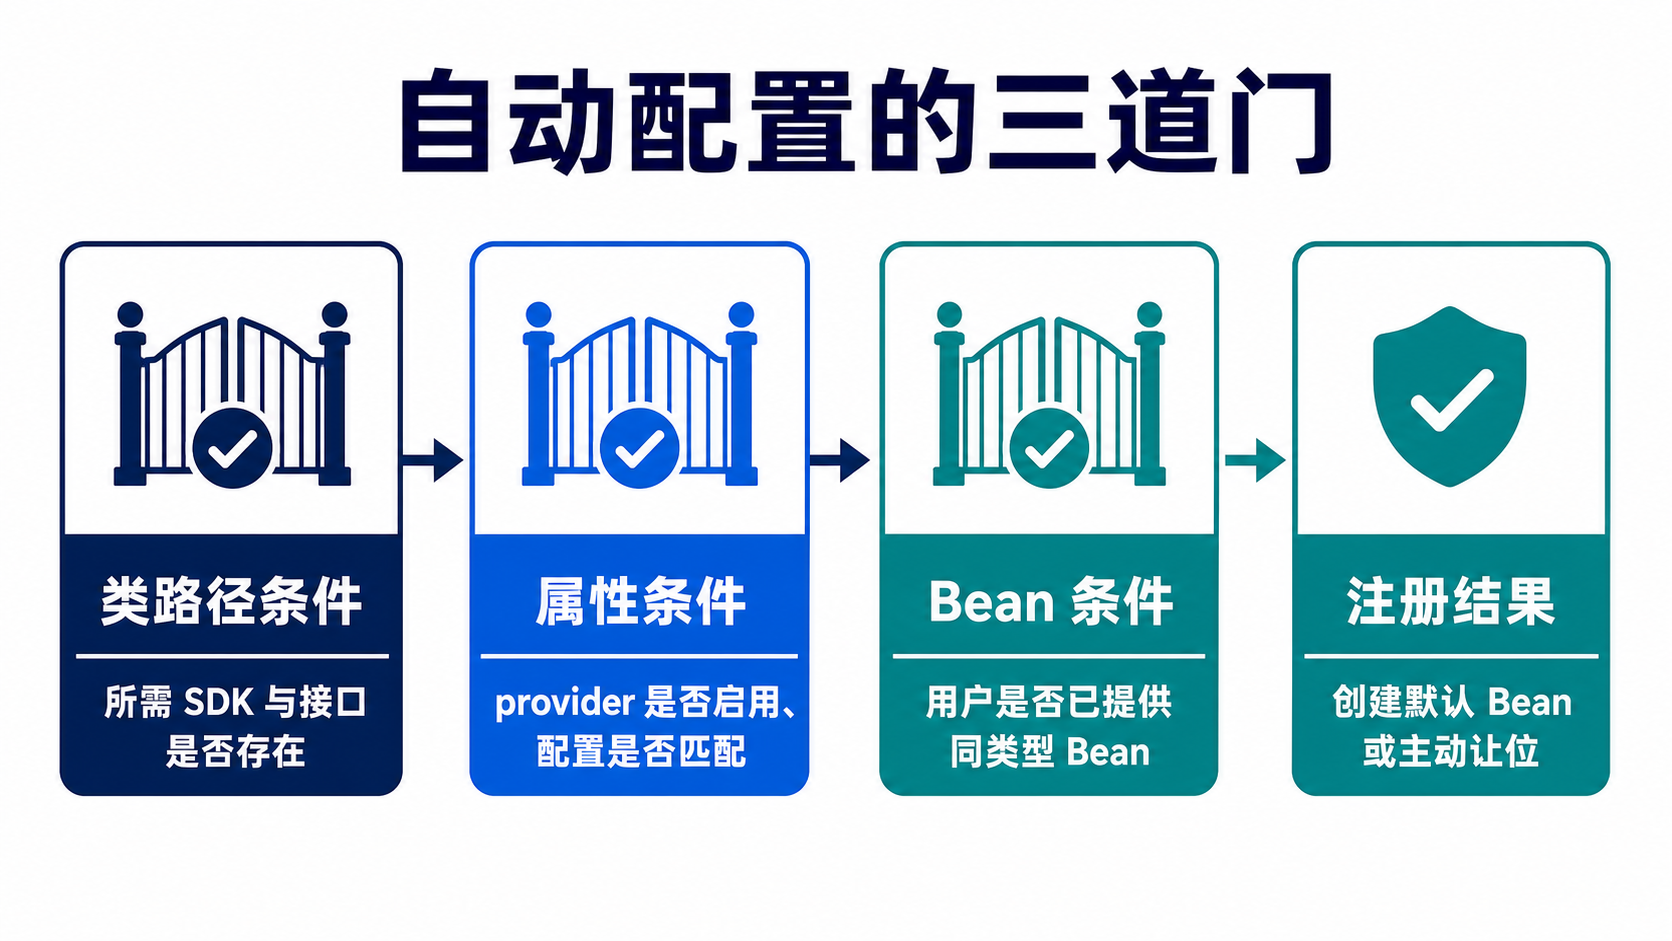 自动配置的三道门
类路径条件
所需 SDK 与接口
是否存在
属性条件
provider 是否启用、
配置是否匹配
Bean 条件
用户是否已提供
同类型 Bean
注册结果
创建默认 Bean
或主动让位